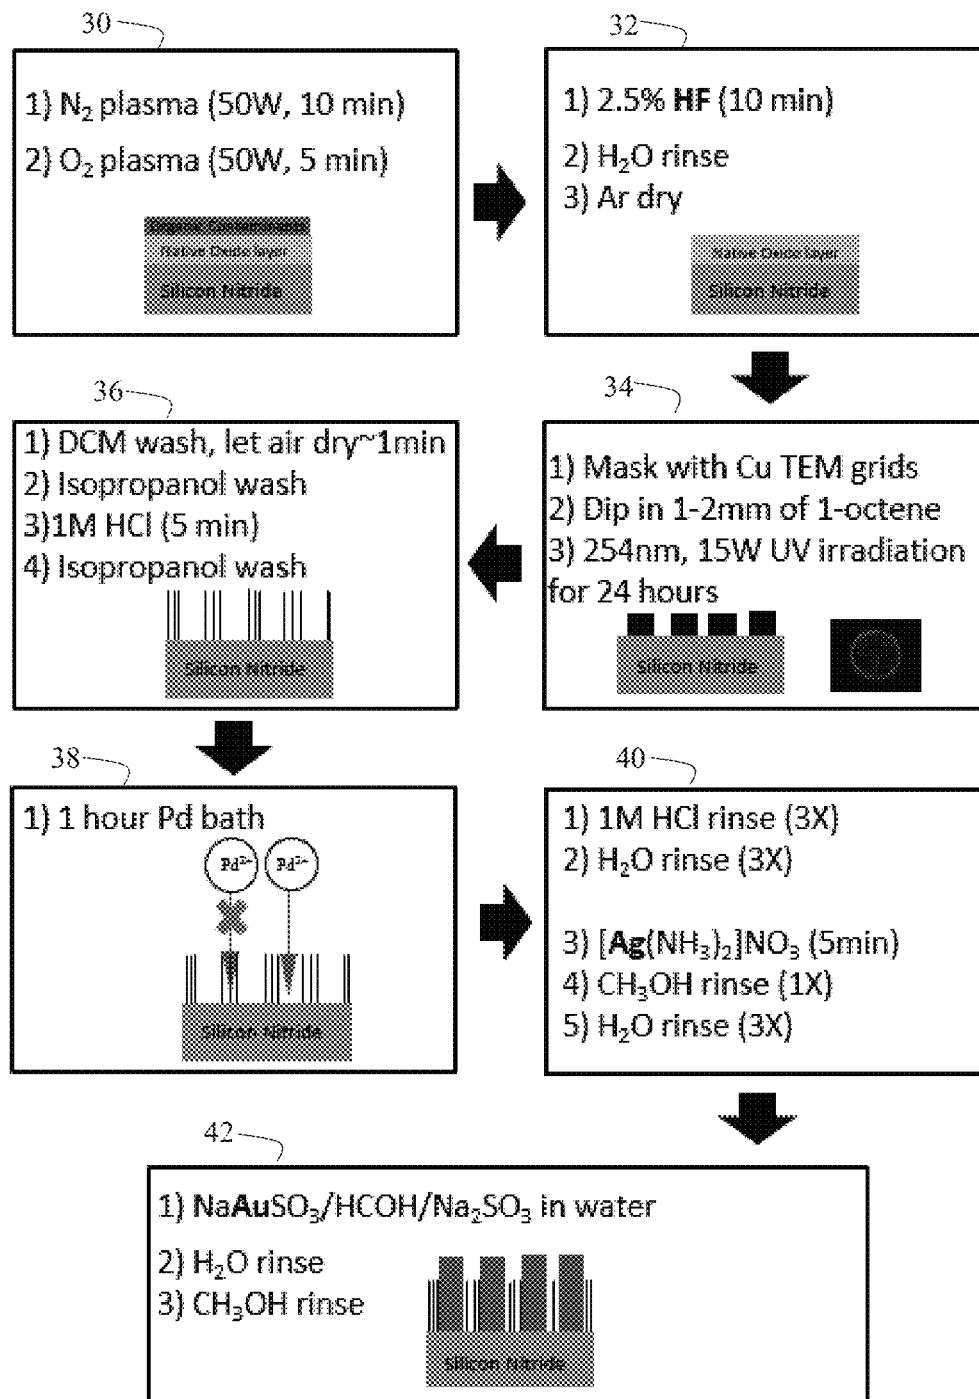 30
1) N₂ plasma (50W, 10 min)
2) O₂ plasma (50W, 5 min)
Organic Contaminants
Native Oxide layer
Silicon Nitride
32
1) 2.5% HF (10 min)
2) H₂O rinse
3) Ar dry
Native Oxide layer
Silicon Nitride
34
1) Mask with Cu TEM grids
2) Dip in 1-2mm of 1-octene
3) 254nm, 15W UV irradiation
for 24 hours
Silicon Nitride
36
1) DCM wash, let air dry~1min
2) Isopropanol wash
3)1M HCl (5 min)
4) Isopropanol wash
Silicon Nitride
38
1) 1 hour Pd bath
Pd²⁺ Pd²⁺
Silicon Nitride
40
1) 1M HCl rinse (3X)
2) H₂O rinse (3X)
3) [Ag(NH₃)₂]NO₃ (5min)
4) CH₃OH rinse (1X)
5) H₂O rinse (3X)
42
1) NaAuSO₃/HCOH/Na₂SO₃ in water
2) H₂O rinse
3) CH₃OH rinse
Silicon Nitride